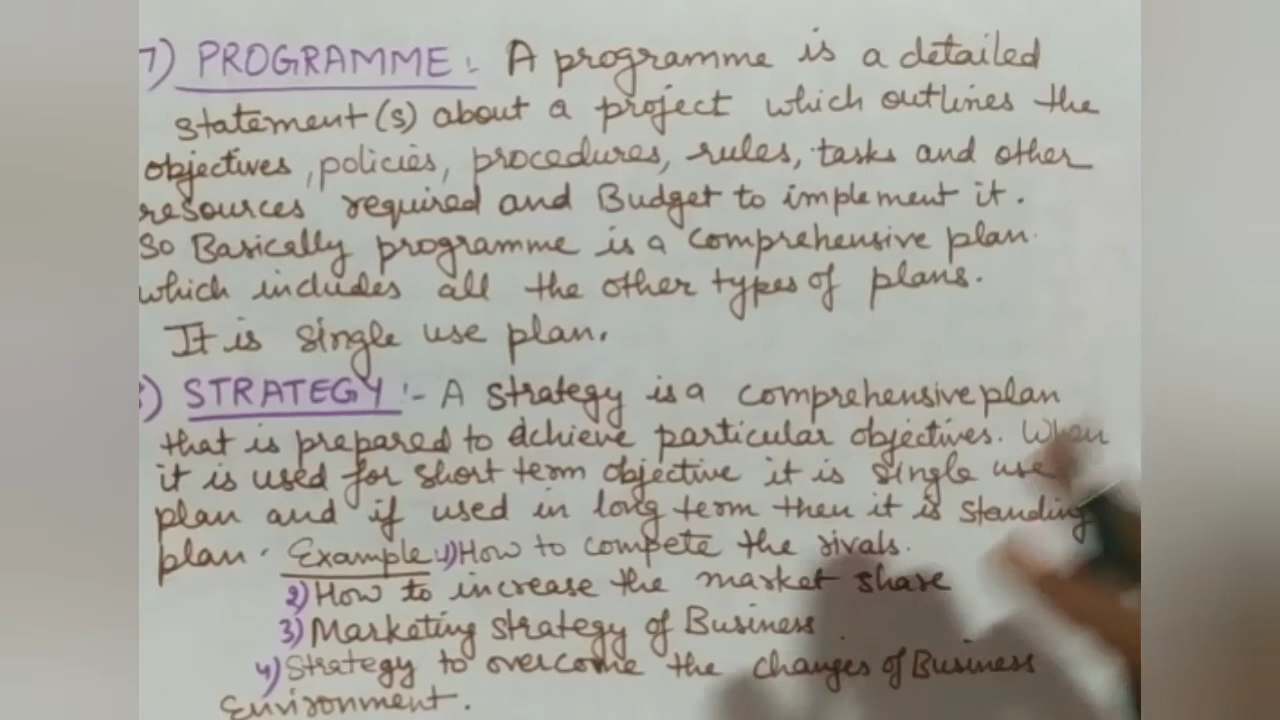 7) PROGRAMME :- A programme is a detailed
statement(s) about a project which outlines the
objectives, policies, procedures, rules, tasks and other
resources required and Budget to implement it.
So Basically programme is a comprehensive plan
which includes all the other types of plans.
It is single use plan.
) STRATEGY :- A strategy is a comprehensive plan
that is prepared to achieve particular objectives. When
it is used for short term objective it is single use
plan and if used in long term then it is standing
plan. Example 1) How to compete the rivals.
2) How to increase the market share
3) Marketing strategy of Business
4) Strategy to overcome the changes of Business
Environment.